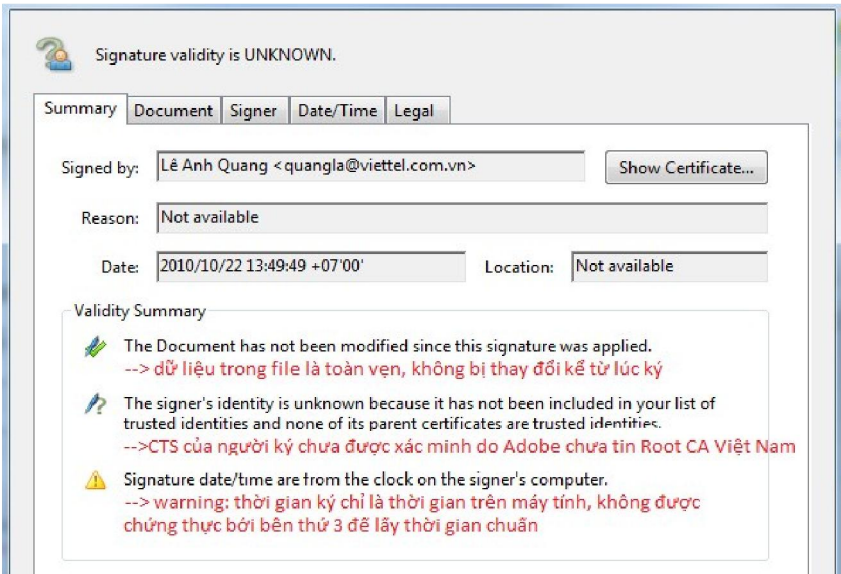 Signature validity is UNKNOWN.
Summary Document Signer Date/Time Legal
Signed by: Lê Anh Quang <quangla@viettel.com.vn> Show Certificate...
Reason: Not available
Date: 2010/10/22 13:49:49 +07'00' Location: Not available
Validity Summary
The Document has not been modified since this signature was applied.
--> dữ liệu trong file là toàn vẹn, không bị thay đổi kể từ lúc ký
The signer's identity is unknown because it has not been included in your list of
trusted identities and none of its parent certificates are trusted identities.
-->CTS của người ký chưa được xác minh do Adobe chưa tin Root CA Việt Nam
Signature date/time are from the clock on the signer's computer.
--> warning: thời gian ký chỉ là thời gian trên máy tính, không được
chứng thực bởi bên thứ 3 để lấy thời gian chuẩn